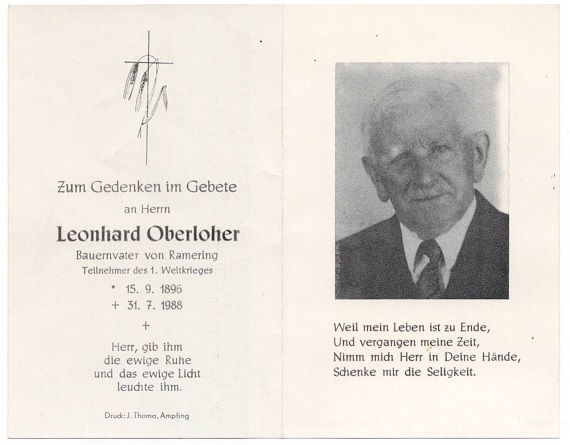 Zum Gedenken im Gebete
an Herrn
Leonhard Oberloher
Bauernvater von Ramering
Teilnehmer des 1. Weltkrieges
* 15. 9. 1896
+ 31. 7. 1988
+
Herr, gib ihm
die ewige Ruhe
und das ewige Licht
leuchte ihm.
Druck: J. Thoma, Ampfing
Weil mein Leben ist zu Ende,
Und vergangen meine Zeit,
Nimm mich Herr in Deine Hände,
Schenke mir die Seligkeit.